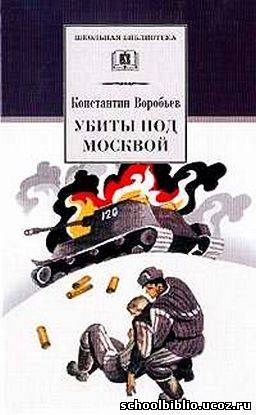 ШКОЛЬНАЯ БИБЛИОТЕКА
Константин Воробьев
УБИТЫ ПОД
МОСКВОЙ
120
schoolbiblio.ucoz.ru